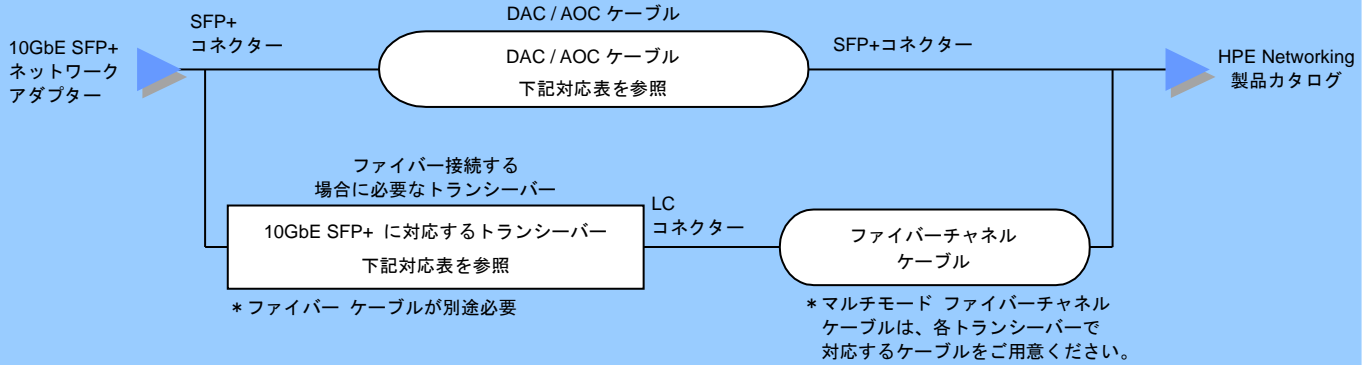 10GbE SFP+
ネットワーク
アダプター
SFP+
コネクター
DAC / AOC ケーブル
DAC / AOC ケーブル
下記対応表を参照
SFP+コネクター
HPE Networking
製品カタログ
ファイバー接続する
場合に必要なトランシーバー
10GbE SFP+ に対応するトランシーバー
下記対応表を参照
*ファイバー ケーブルが別途必要
LC
コネクター
ファイバーチャネル
ケーブル
*マルチモード ファイバーチャネル
ケーブルは、各トランシーバーで
対応するケーブルをご用意ください。